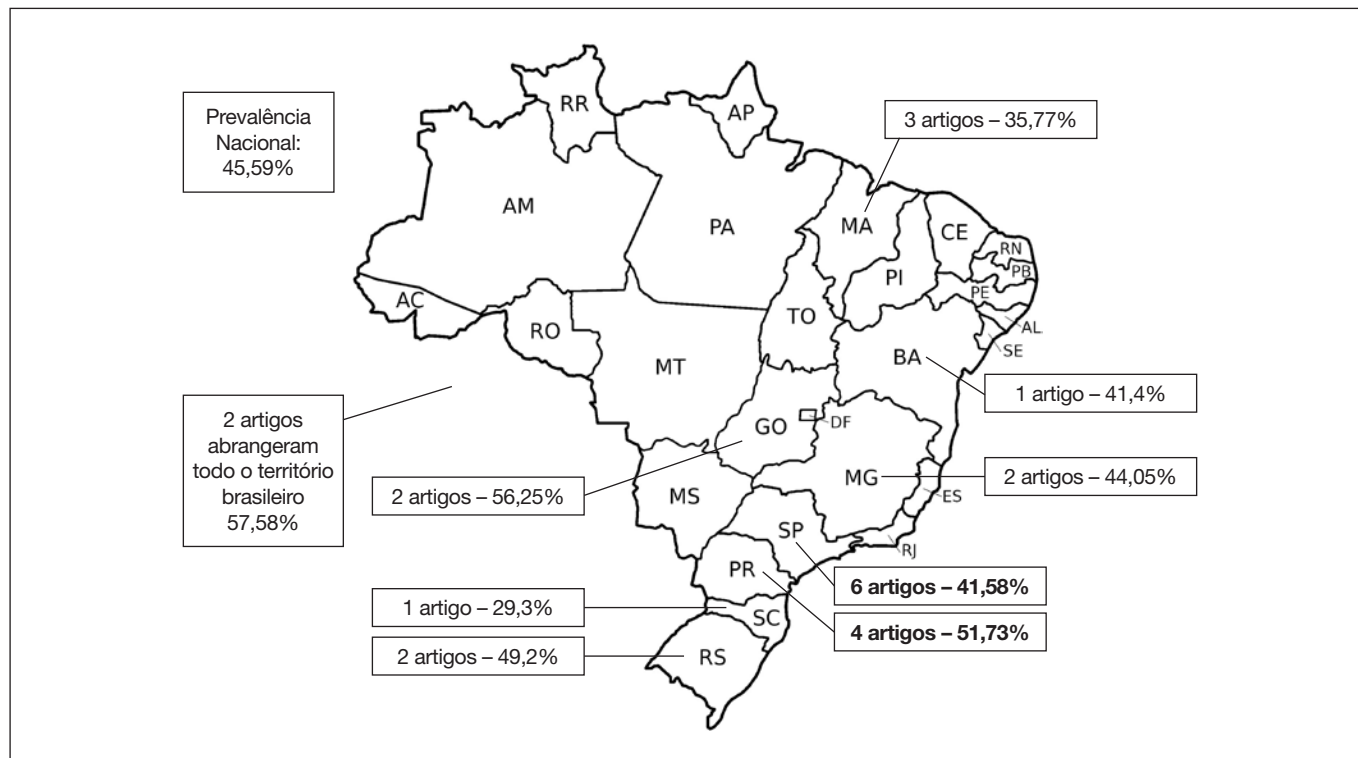 Prevalência
Nacional:
45,59%
RR
AP
3 artigos – 35,77%
AM
PA
MA
CE
RN
PB
PI
PE
AC
TO
AL
RO
SE
BA
MT
1 artigo – 41,4%
2 artigos
abrangeram
todo o território
brasileiro
57,58%
GO
DF
MG
2 artigos – 44,05%
2 artigos – 56,25%
MS
ES
SP
RJ
PR
6 artigos – 41,58%
1 artigo – 29,3%
SC
4 artigos – 51,73%
2 artigos – 49,2%
RS